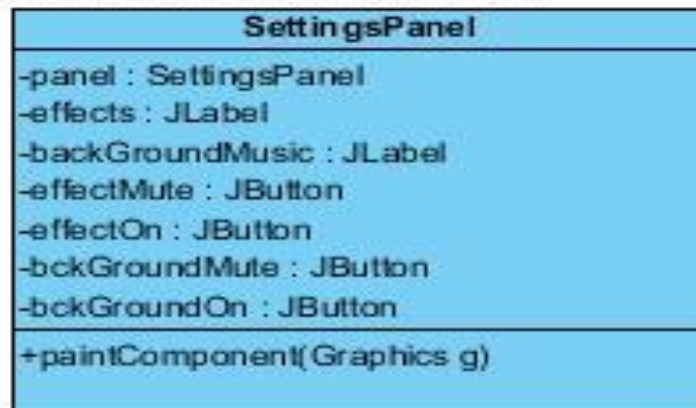 SettingsPanel
-panel : SettingsPanel
-effects : JLabel
-backGroundMusic : JLabel
-effectMute : JButton
-effectOn : JButton
-bckGroundMute : JButton
-bckGroundOn : JButton
+paintComponent(Graphics g)